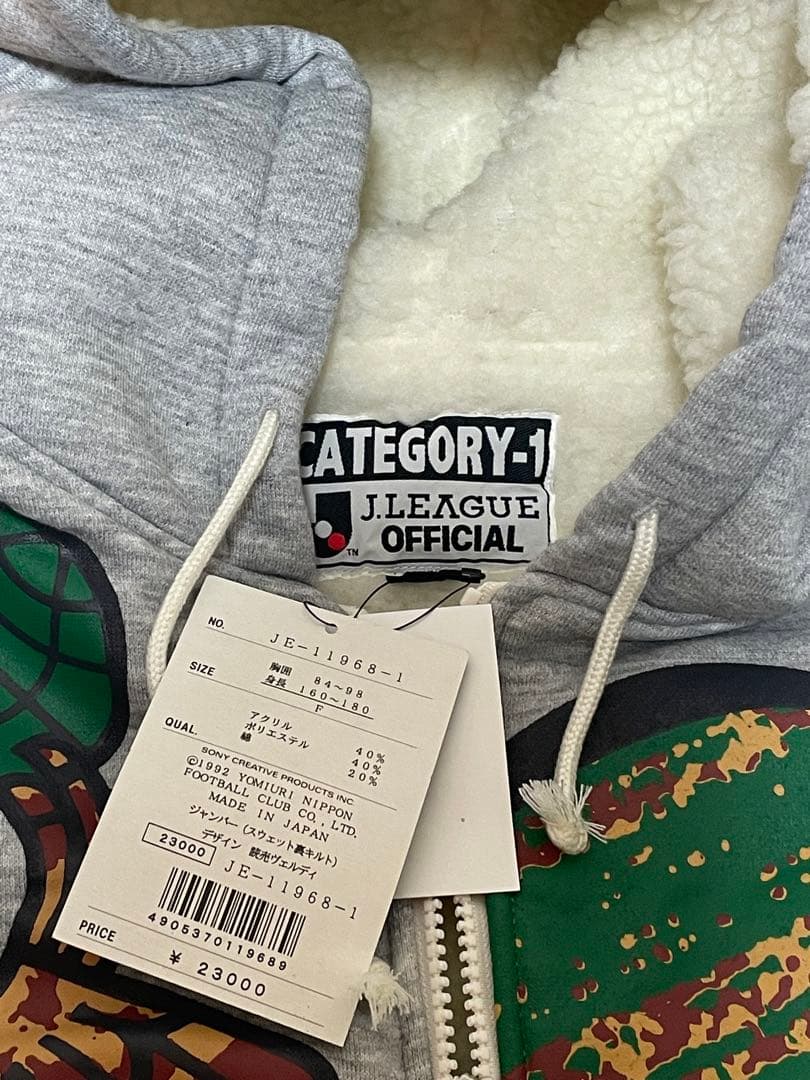 CATEGORY-1
J.LEAGUE
OFFICIAL
TM
NO. JE-11968-1
SIZE 胸囲 84~98
身長 160~180
F
QUAL. アクリル 40%
ポリエステル 40%
綿 20%
SONY CREATIVE PRODUCTS INC.
©1992 YOMIURI NIPPON
FOOTBALL CLUB CO., LTD.
MADE IN JAPAN
ジャンパー(スウェット裏キルト)
デザイン 読売ヴェルディ
23000 JE-11968-1
4905370119689
PRICE ¥ 23000